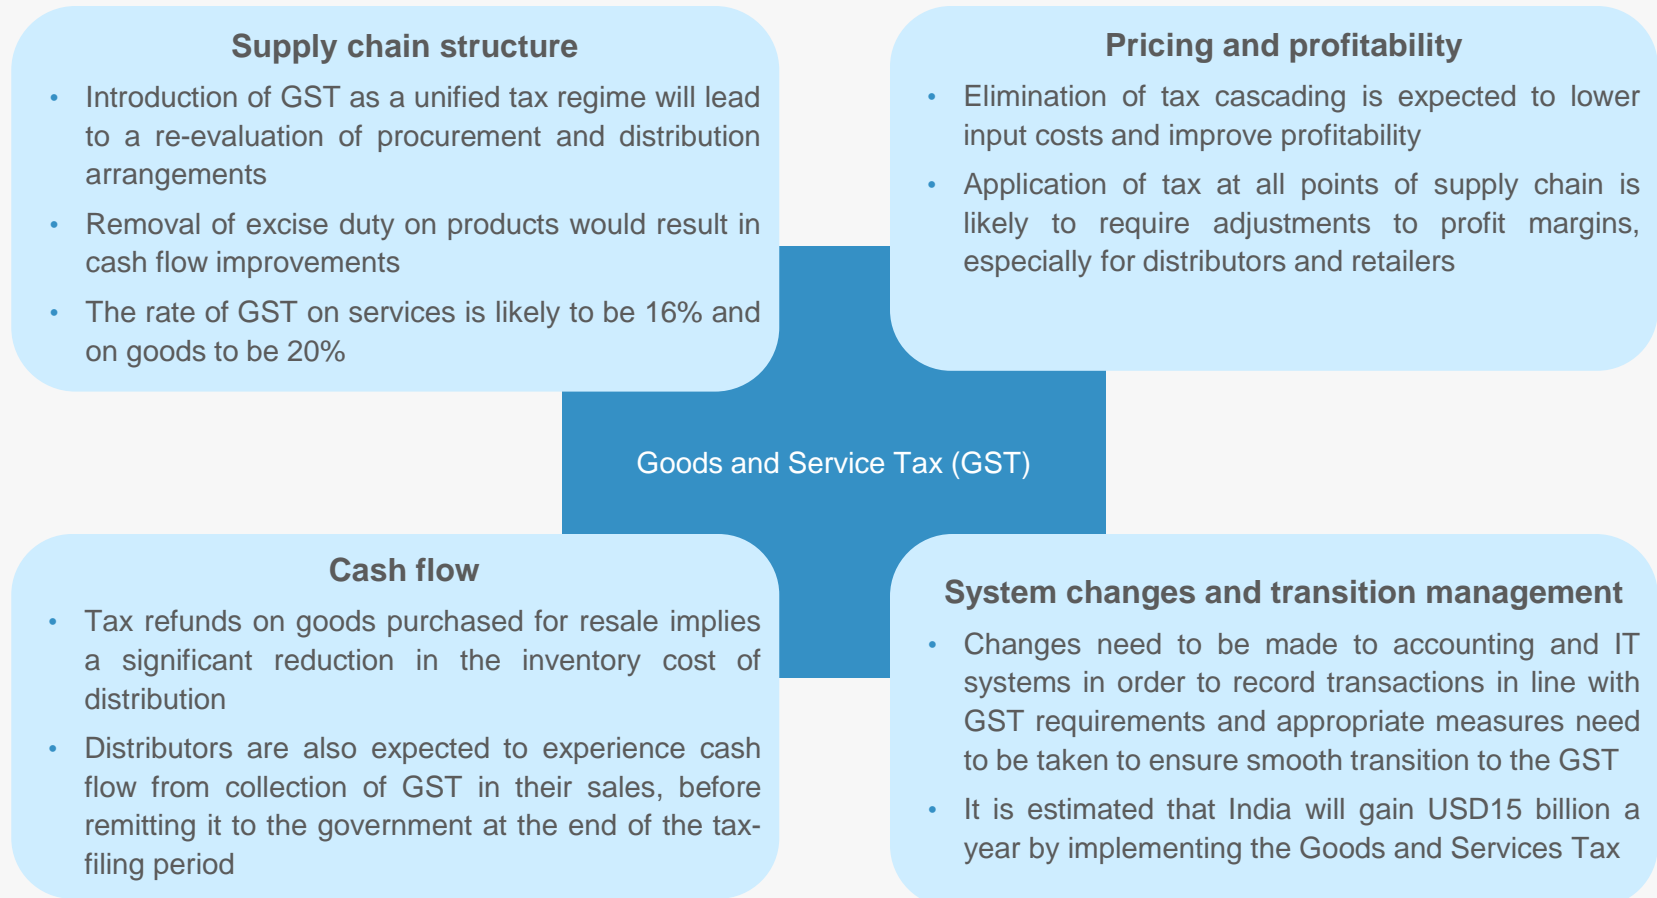 Supply chain structure
• Introduction of GST as a unified tax regime will lead
to a re-evaluation of procurement and distribution
arrangements
• Removal of excise duty on products would result in
cash flow improvements
• The rate of GST on services is likely to be 16% and
on goods to be 20%
Pricing and profitability
• Elimination of tax cascading is expected to lower
input costs and improve profitability
• Application of tax at all points of supply chain is
likely to require adjustments to profit margins,
especially for distributors and retailers
Goods and Service Tax (GST)
Cash flow
• Tax refunds on goods purchased for resale implies
a significant reduction in the inventory cost of
distribution
• Distributors are also expected to experience cash
flow from collection of GST in their sales, before
remitting it to the government at the end of the tax-
filing period
System changes and transition management
• Changes need to be made to accounting and IT
systems in order to record transactions in line with
GST requirements and appropriate measures need
to be taken to ensure smooth transition to the GST
• It is estimated that India will gain USD15 billion a
year by implementing the Goods and Services Tax